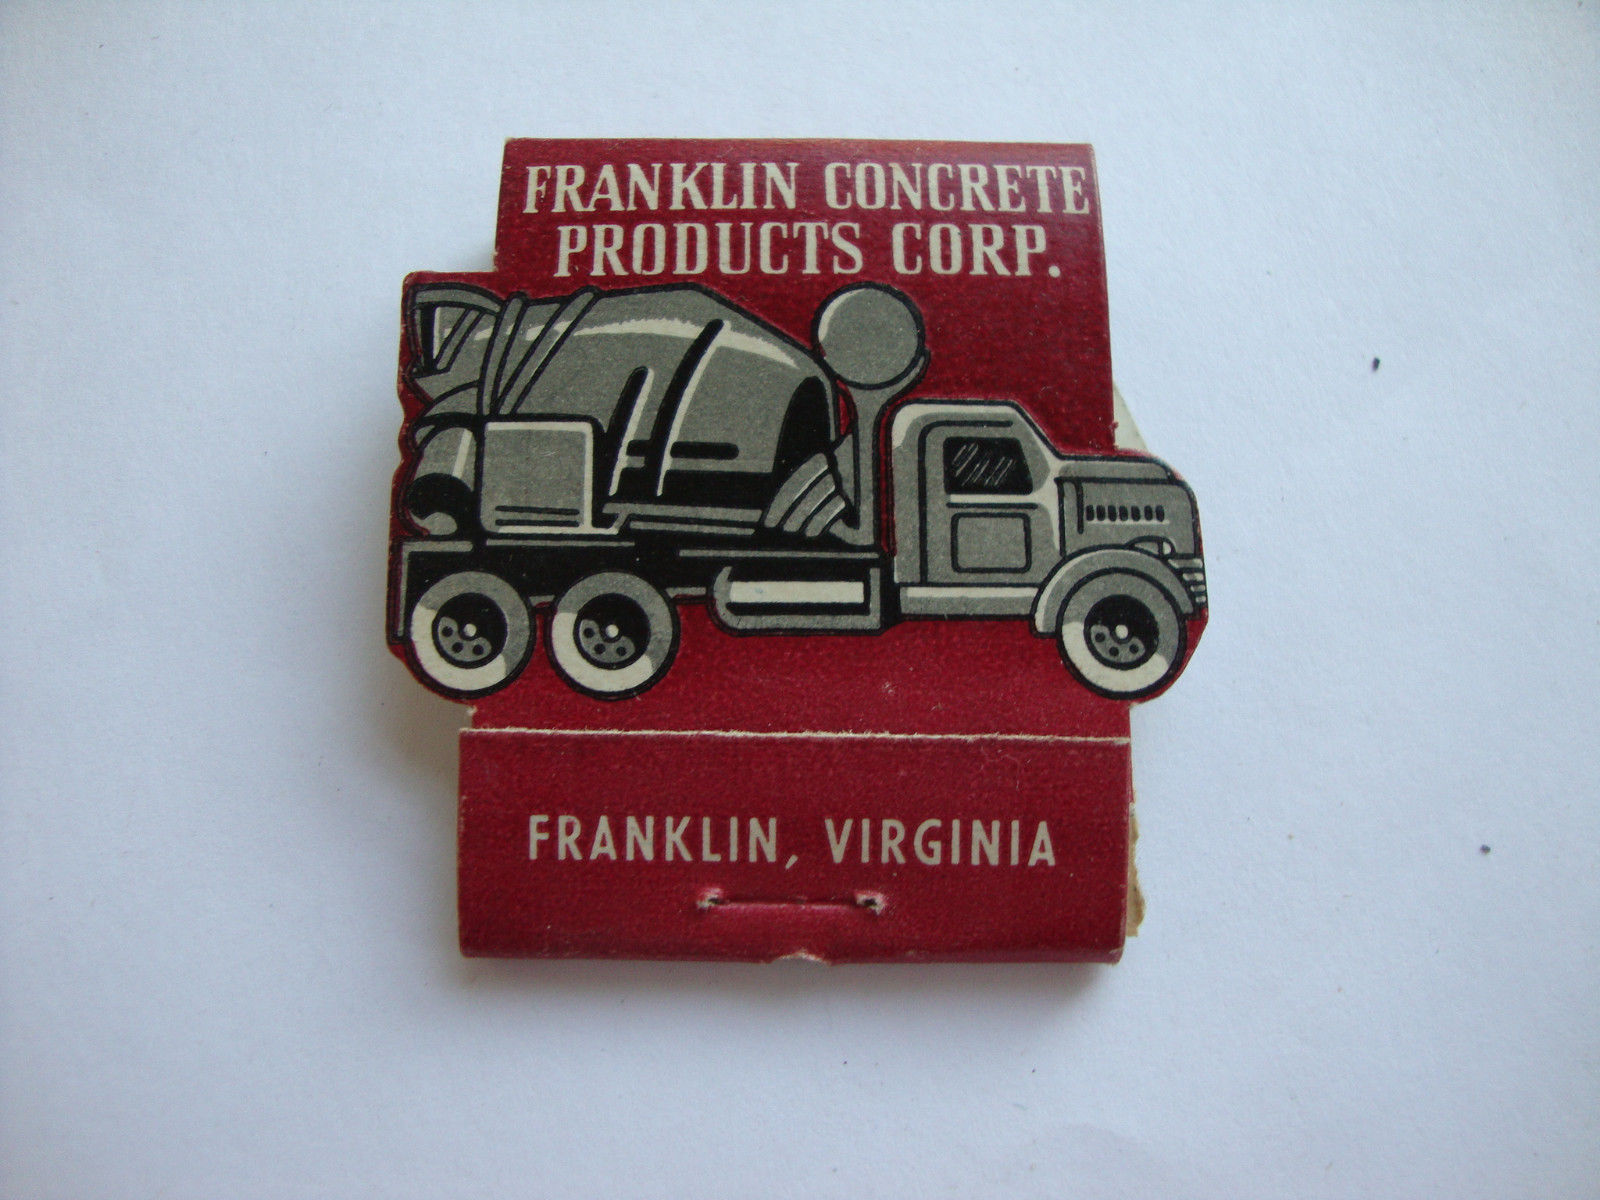 FRANKLIN CONCRETE
PRODUCTS CORP.
FRANKLIN, VIRGINIA